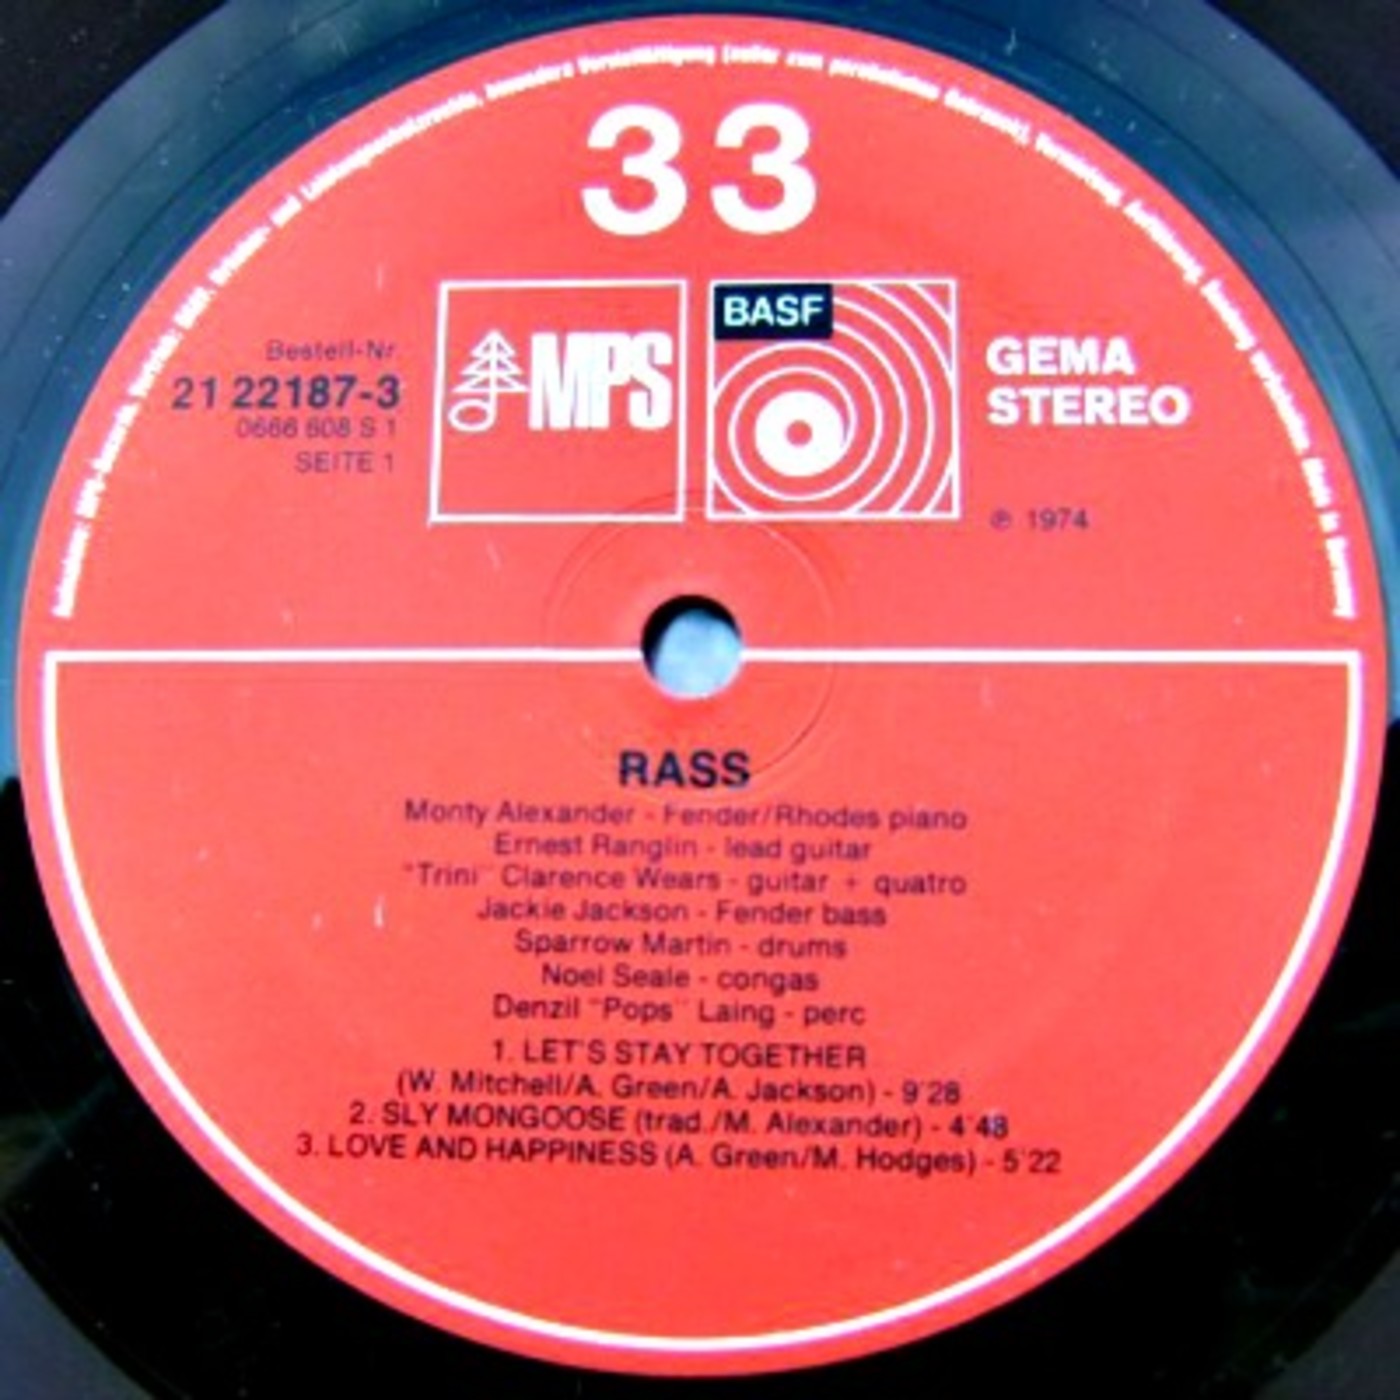 33
BASF
MPS
GEMA
STEREO
Bestell-Nr.
21 22187-3
0666 608 S 1
SEITE 1
℗ 1974
RASS
Monty Alexander - Fender/Rhodes piano
Ernest Ranglin - lead guitar
"Trini" Clarence Wears - guitar + quatro
Jackie Jackson - Fender bass
Sparrow Martin - drums
Noel Seale - congas
Denzil "Pops" Laing - perc
1. LET'S STAY TOGETHER
(W. Mitchell/A. Green/A. Jackson) - 9'28
2. SLY MONGOOSE (trad./M. Alexander) - 4'48
3. LOVE AND HAPPINESS (A. Green/M. Hodges) - 5'22